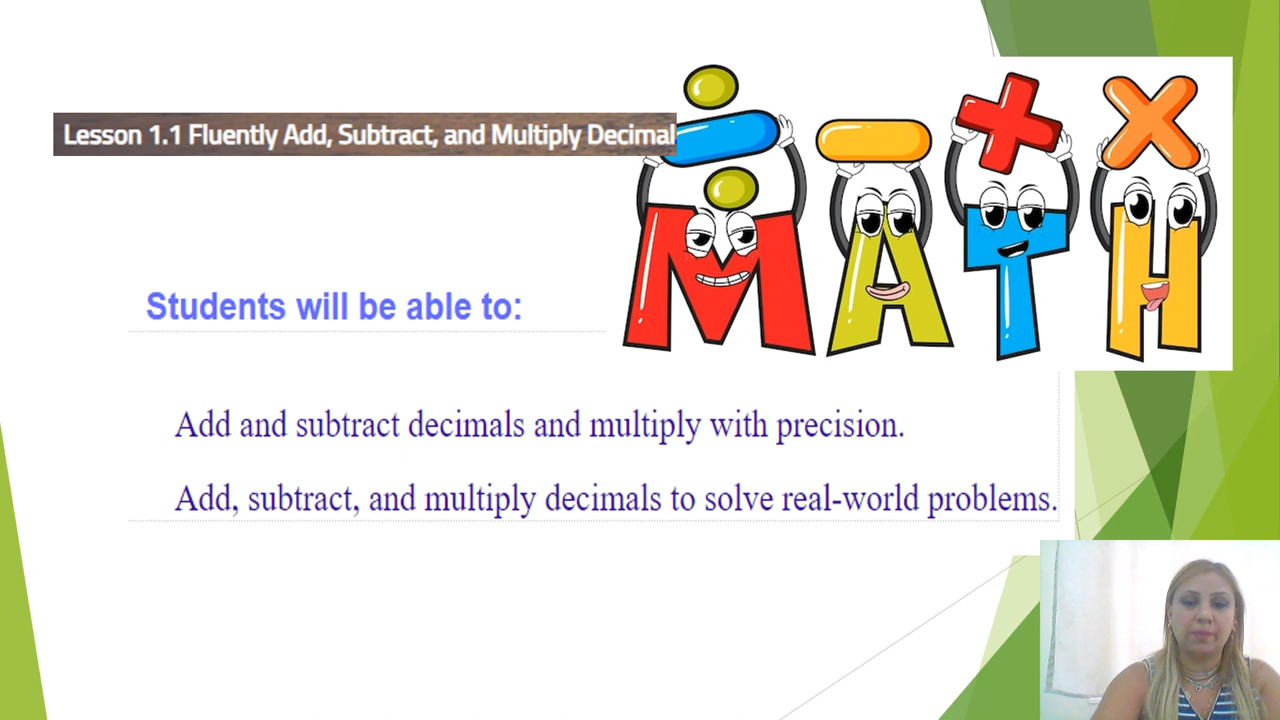 Lesson 1.1 Fluently Add, Subtract, and Multiply Decimal
MATH
Students will be able to:
Add and subtract decimals and multiply with precision.
Add, subtract, and multiply decimals to solve real-world problems.